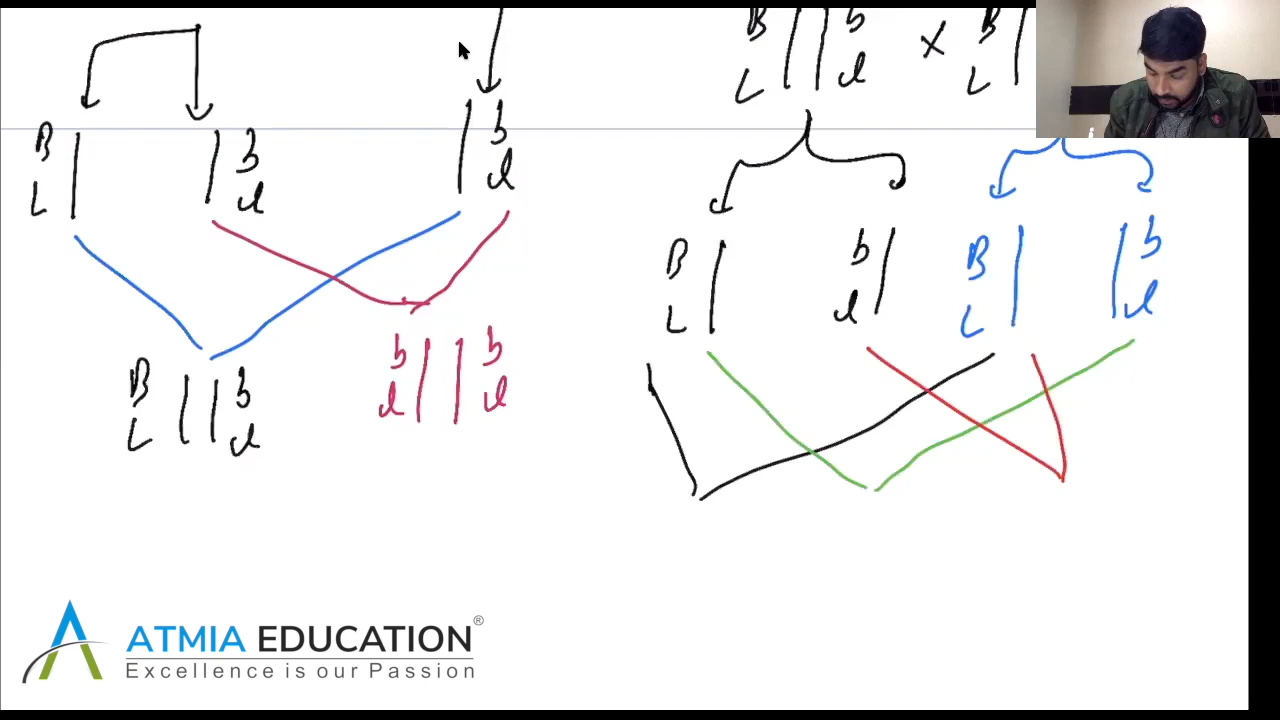 B b × B
L l L
B b b
L l l
B b B b
L l L l
B b b b
L l l l
ATMIA EDUCATION®
Excellence is our Passion